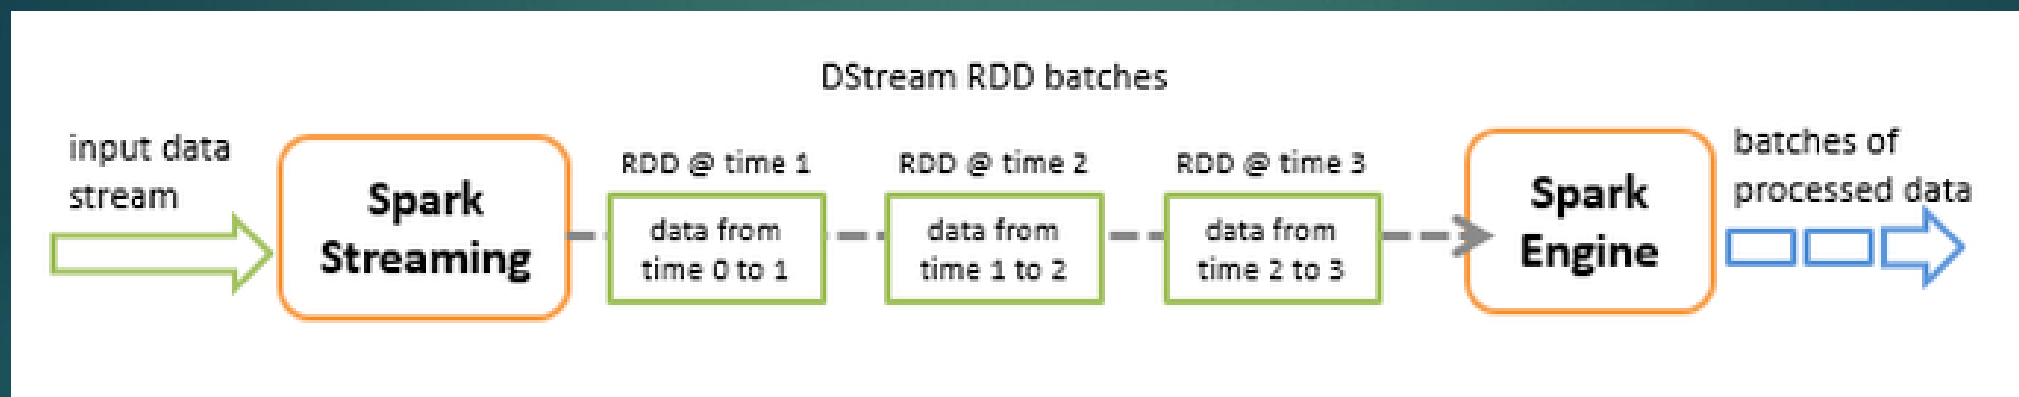 DStream RDD batches
input data
stream
Spark
Streaming
RDD @ time 1
data from
time 0 to 1
RDD @ time 2
data from
time 1 to 2
RDD @ time 3
data from
time 2 to 3
Spark
Engine
batches of
processed data